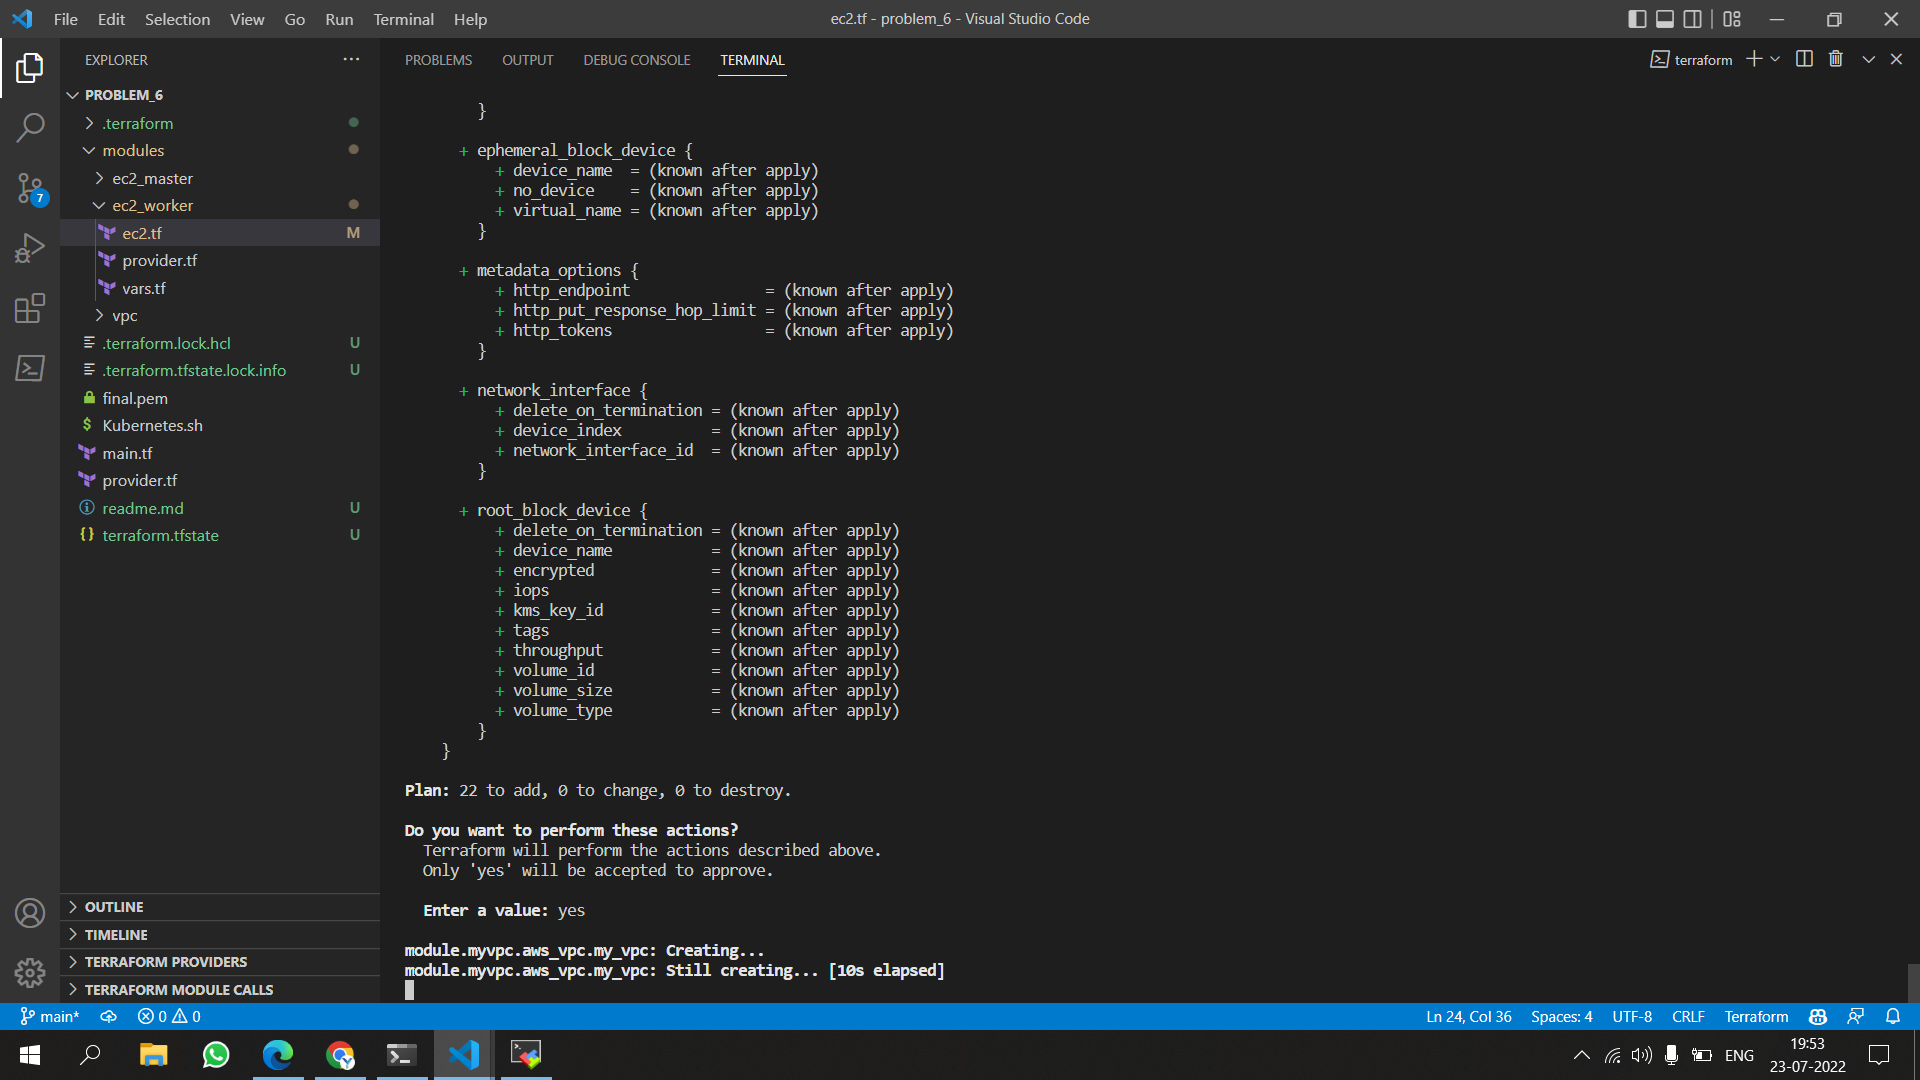 File Edit Selection View Go Run Terminal Help
ec2.tf - problem_6 - Visual Studio Code
EXPLORER
PROBLEM_6
.terraform
modules
ec2_master
ec2_worker
ec2.tf M
provider.tf
vars.tf
vpc
.terraform.lock.hcl U
.terraform.tfstate.lock.info U
final.pem
$ Kubernetes.sh
main.tf
provider.tf
readme.md U
{} terraform.tfstate U
OUTLINE
TIMELINE
TERRAFORM PROVIDERS
TERRAFORM MODULE CALLS
7
PROBLEMS OUTPUT DEBUG CONSOLE TERMINAL
terraform
}
+ ephemeral_block_device {
+ device_name  = (known after apply)
+ no_device    = (known after apply)
+ virtual_name = (known after apply)
}
+ metadata_options {
+ http_endpoint               = (known after apply)
+ http_put_response_hop_limit = (known after apply)
+ http_tokens                 = (known after apply)
}
+ network_interface {
+ delete_on_termination = (known after apply)
+ device_index          = (known after apply)
+ network_interface_id  = (known after apply)
}
+ root_block_device {
+ delete_on_termination = (known after apply)
+ device_name           = (known after apply)
+ encrypted             = (known after apply)
+ iops                  = (known after apply)
+ kms_key_id            = (known after apply)
+ tags                  = (known after apply)
+ throughput            = (known after apply)
+ volume_id             = (known after apply)
+ volume_size           = (known after apply)
+ volume_type           = (known after apply)
}
}
Plan: 22 to add, 0 to change, 0 to destroy.
Do you want to perform these actions?
Terraform will perform the actions described above.
Only 'yes' will be accepted to approve.
Enter a value: yes
module.myvpc.aws_vpc.my_vpc: Creating...
module.myvpc.aws_vpc.my_vpc: Still creating... [10s elapsed]
main* 0 0
Ln 24, Col 36 Spaces: 4 UTF-8 CRLF Terraform
ENG
19:53
23-07-2022